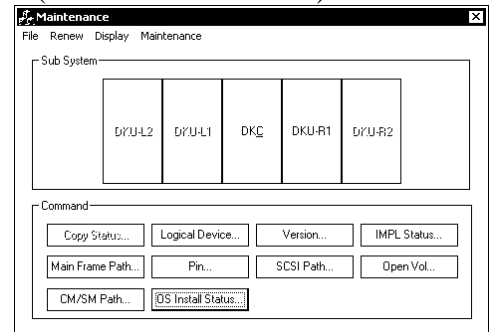 Maintenance
File Renew Display Maintenance
Sub System
DKU-L2 DKU-L1 DKC DKU-R1 DKU-R2
Command
Copy Status... Logical Device... Version... IMPL Status...
Main Frame Path... Pin... SCSI Path... Open Vol...
CM/SM Path... OS Install Status...